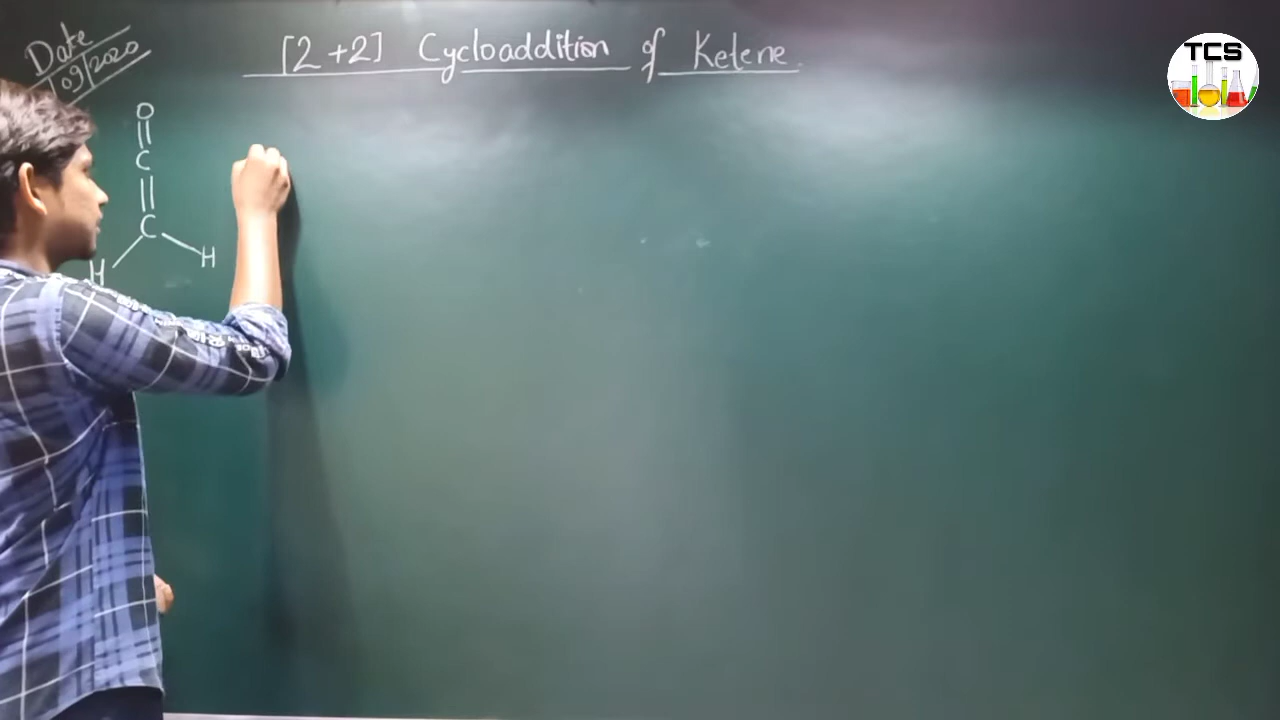 Date
/09/2020
[2+2] Cycloaddition of Ketene.
TCS
O
C
C
H
H